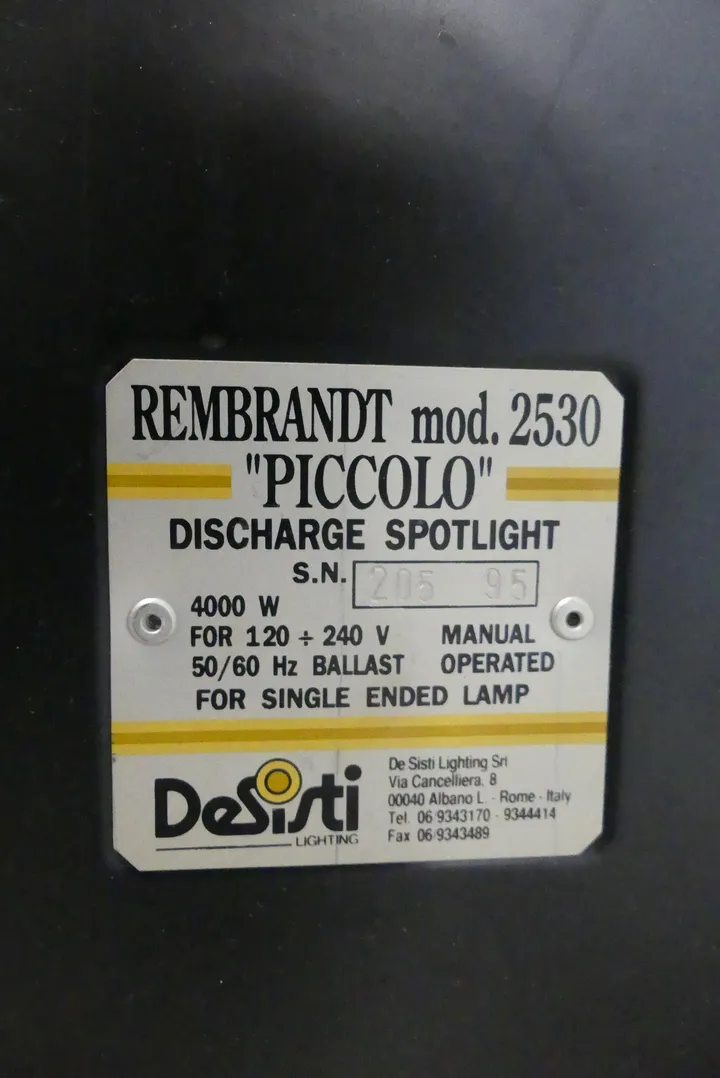 REMBRANDT mod. 2530
"PICCOLO"
DISCHARGE SPOTLIGHT
S.N. 205 95
4000 W
FOR 120 ÷ 240 V MANUAL
50/60 Hz BALLAST OPERATED
FOR SINGLE ENDED LAMP
DeSisti
LIGHTING
De Sisti Lighting Srl
Via Cancelliera, 8
00040 Albano L. - Rome - Italy
Tel. 06 9343170 - 9344414
Fax 06 9343489